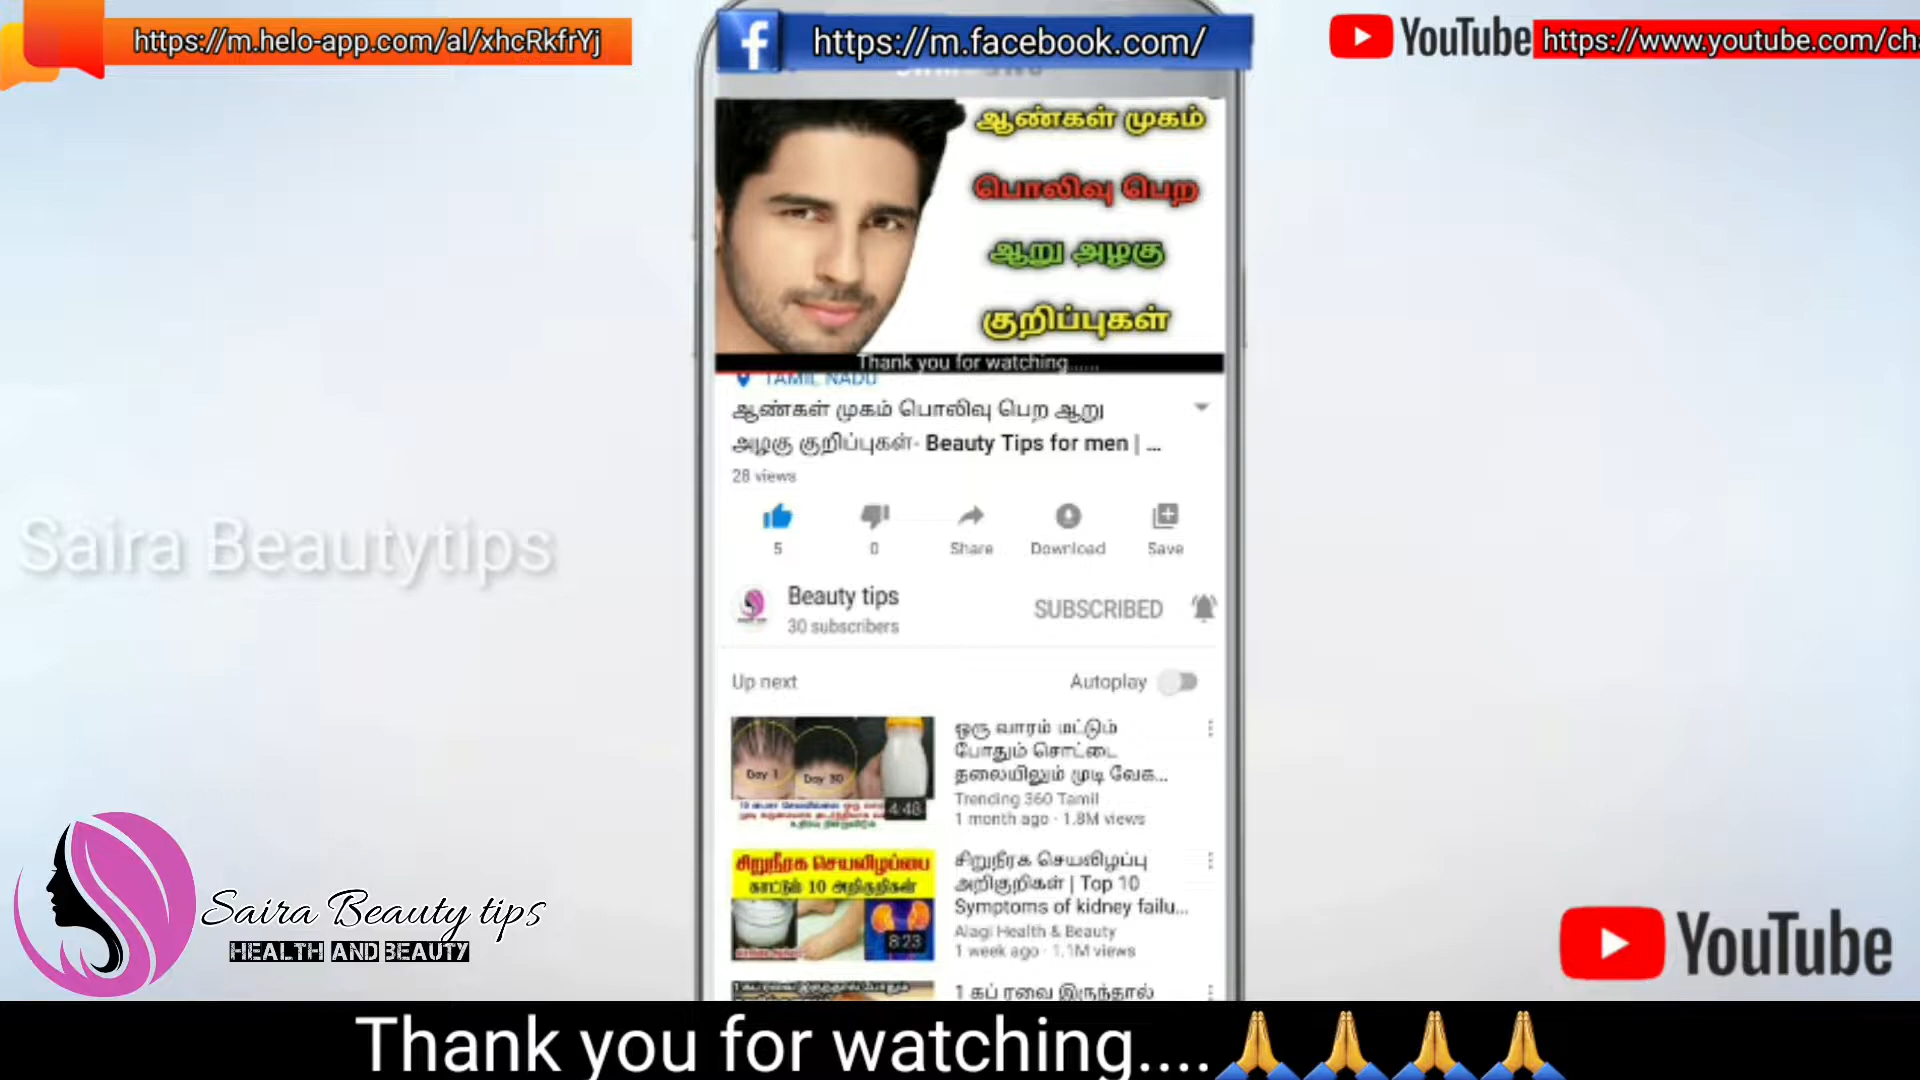 https://m.helo-app.com/al/xhcRkfrYj
https://m.facebook.com/
YouTube https://www.youtube.com/cha
ஆண்கள் முகம்
பொலிவு பெற
ஆறு அழகு
குறிப்புகள்
Thank you for watching......
TAMIL NADU
ஆண்கள் முகம் பொலிவு பெற ஆறு
அழகு குறிப்புகள்- Beauty Tips for men | ...
28 views
5
0
Share
Download
Save
Saira Beautytips
Beauty tips
30 subscribers
SUBSCRIBED
Up next
Autoplay
Day 1
Day 30
4:48
ஒரு வாரம் மட்டும்
போதும் சொட்டை
தலையிலும் முடி வேக...
Trending 360 Tamil
1 month ago · 1.8M views
சிறுநீரக செயலிழப்பை
காட்டும் 10 அறிகுறிகள்
8:23
சிறுநீரக செயலிழப்பு
அறிகுறிகள் | Top 10
Symptoms of kidney failu...
Alagi Health & Beauty
1 week ago · 1.1M views
1 கப் ரவை இருந்தால்
Saira Beauty tips
HEALTH AND BEAUTY
YouTube
Thank you for watching....🙏🙏🙏🙏